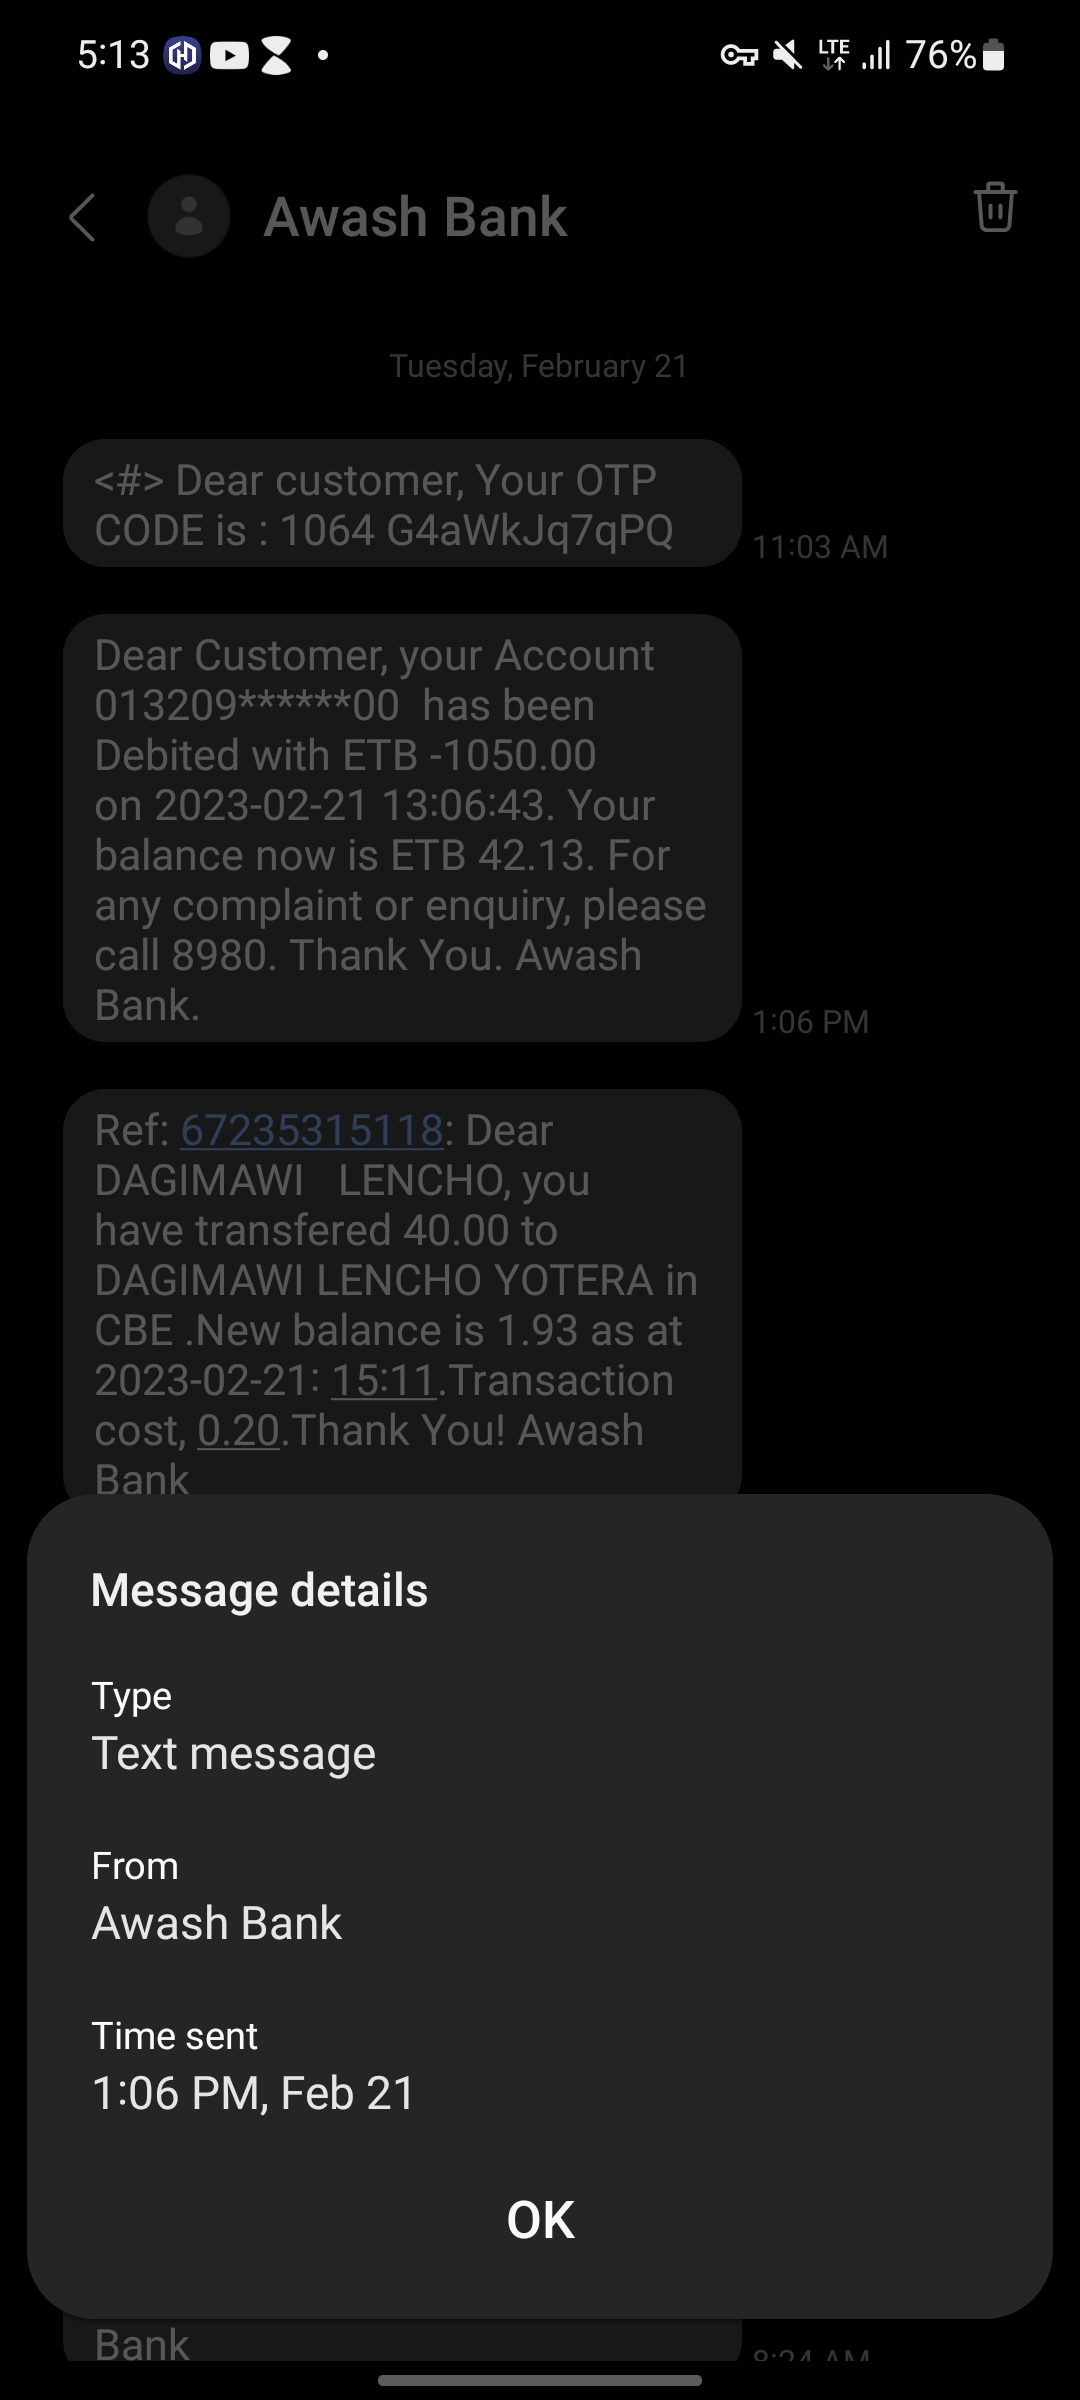 5:13
LTE
76%
Awash Bank
Tuesday, February 21
<#> Dear customer, Your OTP
CODE is : 1064 G4aWkJq7qPQ
11:03 AM
Dear Customer, your Account
013209******00  has been
Debited with ETB -1050.00
on 2023-02-21 13:06:43. Your
balance now is ETB 42.13. For
any complaint or enquiry, please
call 8980. Thank You. Awash
Bank.
1:06 PM
Ref: 67235315118: Dear
DAGIMAWI   LENCHO, you
have transfered 40.00 to
DAGIMAWI LENCHO YOTERA in
CBE .New balance is 1.93 as at
2023-02-21: 15:11.Transaction
cost, 0.20.Thank You! Awash
Bank
Message details
Type
Text message
From
Awash Bank
Time sent
1:06 PM, Feb 21
OK
Bank
8:24 AM